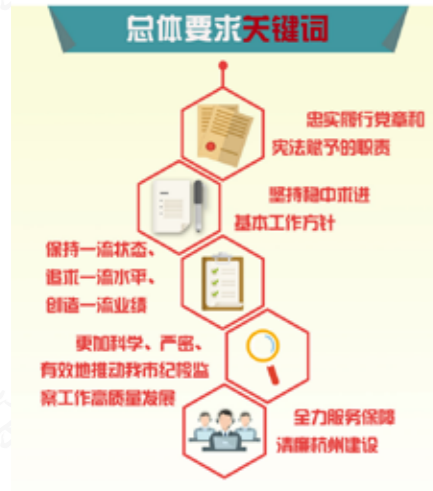 总体要求关键词
忠实履行党章和
宪法赋予的职责
坚持稳中求进
基本工作方针
保持一流状态、
追求一流水平、
创造一流业绩
更加科学、严密、
有效地推动我市纪检监
察工作高质量发展
全力服务保障
清廉杭州建设